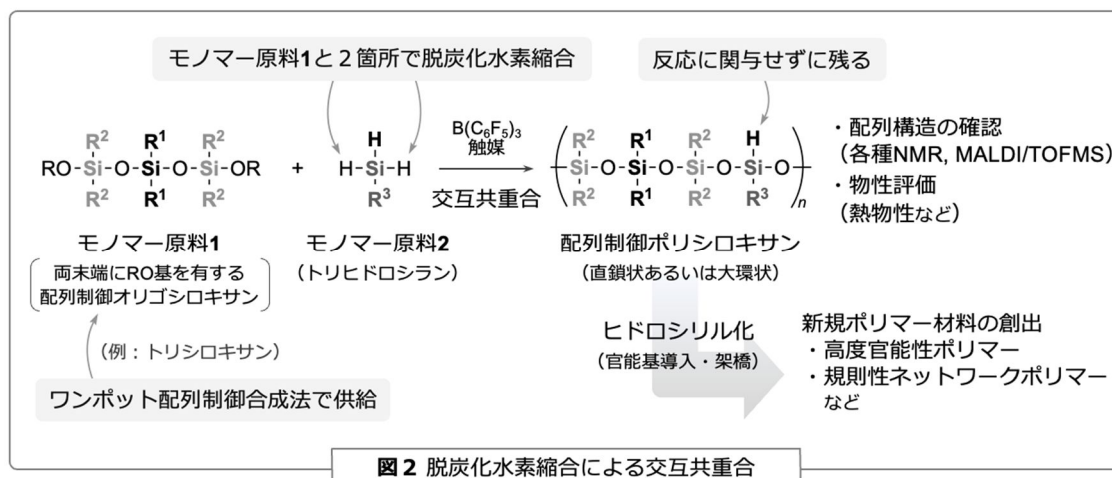 モノマー原料1と２箇所で脱炭化水素縮合
反応に関与せずに残る
R² R¹ R²
RO-Si-O-Si-O-Si-OR
R² R¹ R²
+
H
H-Si-H
R³
B(C₆F₅)₃
触媒
交互共重合
R² R¹ R² H
Si-O-Si-O-Si-O-Si-O
R² R¹ R² R³
n
・配列構造の確認
（各種NMR, MALDI/TOFMS）
・物性評価
（熱物性など）
モノマー原料1
両末端にRO基を有する
配列制御オリゴシロキサン
モノマー原料2
（トリヒドロシラン）
配列制御ポリシロキサン
（直鎖状あるいは大環状）
（例：トリシロキサン）
ワンポット配列制御合成法で供給
ヒドロシリル化
（官能基導入・架橋）
新規ポリマー材料の創出
・高度官能性ポリマー
・規則性ネットワークポリマー
など
図２ 脱炭化水素縮合による交互共重合